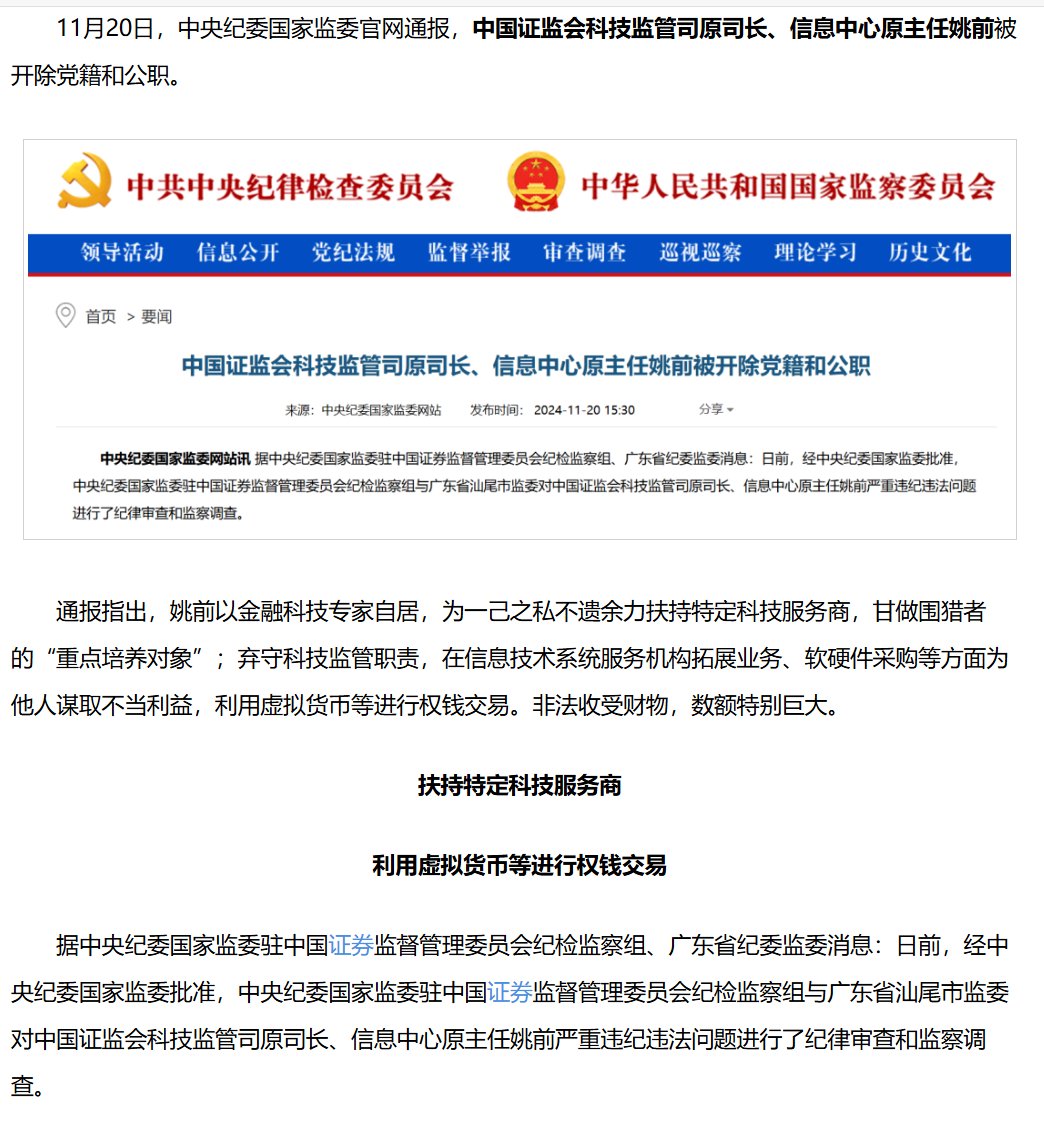 11月20日，中央纪委国家监委官网通报，中国证监会科技监管司原司长、信息中心原主任姚前被
开除党籍和公职。
中共中央纪律检查委员会 中华人民共和国国家监察委员会
领导活动 信息公开 党纪法规 监督举报 审查调查 巡视巡察 理论学习 历史文化
首页 > 要闻
中国证监会科技监管司原司长、信息中心原主任姚前被开除党籍和公职
来源：中央纪委国家监委网站 发布时间： 2024-11-20 15:30 分享
中央纪委国家监委网站讯 据中央纪委国家监委驻中国证券监督管理委员会纪检监察组、广东省纪委监委消息：日前，经中央纪委国家监委批准，
中央纪委国家监委驻中国证券监督管理委员会纪检监察组与广东省汕尾市监委对中国证监会科技监管司原司长、信息中心原主任姚前严重违纪违法问题
进行了纪律审查和监察调查。
通报指出，姚前以金融科技专家自居，为一己之私不遗余力扶持特定科技服务商，甘做围猎者
的“重点培养对象”；弃守科技监管职责，在信息技术系统服务机构拓展业务、软硬件采购等方面为
他人谋取不当利益，利用虚拟货币等进行权钱交易。非法收受财物，数额特别巨大。
扶持特定科技服务商
利用虚拟货币等进行权钱交易
据中央纪委国家监委驻中国证券监督管理委员会纪检监察组、广东省纪委监委消息：日前，经中
央纪委国家监委批准，中央纪委国家监委驻中国证券监督管理委员会纪检监察组与广东省汕尾市监委
对中国证监会科技监管司原司长、信息中心原主任姚前严重违纪违法问题进行了纪律审查和监察调
查。